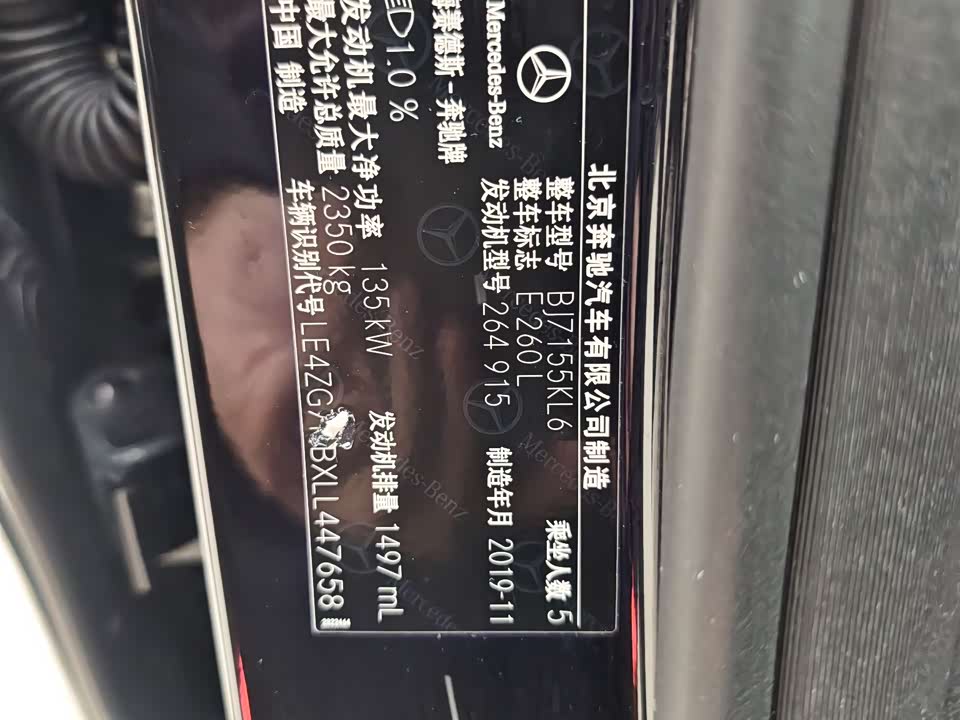 北京奔驰汽车有限公司制造
Mercedes-Benz
梅赛德斯-奔驰牌
整车型号 BJ7155KL6 乘坐人数 5
整车标志 E 260 L
发动机型号 264 915 制造年月 2019-11
1.0 %
发动机最大净功率 135 kW 发动机排量 1497 mL
最大允许总质量 2350 kg
中国 制造 车辆识别代号 LE4ZG BXLL447658